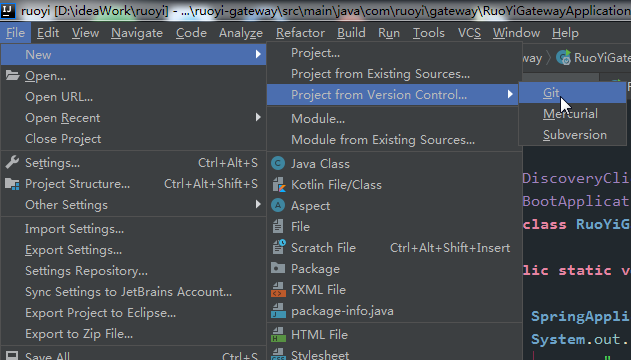 ruoyi [D:\ideaWork\ruoyi] - ...\ruoyi-gateway\src\main\java\com\ruoyi\gateway\RuoYiGatewayApplication
File Edit View Navigate Code Analyze Refactor Build Run Tools VCS Window Help
New
Open...
Open URL...
Open Recent
Close Project
Settings... Ctrl+Alt+S
Project Structure... Ctrl+Alt+Shift+S
Other Settings
Import Settings...
Export Settings...
Settings Repository...
Sync Settings to JetBrains Account...
Export Project to Eclipse...
Export to Zip File...
Save All Ctrl+S
Project...
Project from Existing Sources...
Project from Version Control...
Module...
Module from Existing Sources...
Java Class
Kotlin File/Class
Aspect
File
Scratch File Ctrl+Alt+Shift+Insert
Package
FXML File
package-info.java
HTML File
Stylesheet
Git
Mercurial
Subversion
way RuoYiGate
DiscoveryCli
BootApplicat
class RuoYiG
lic static v
SpringAppli
System.out.